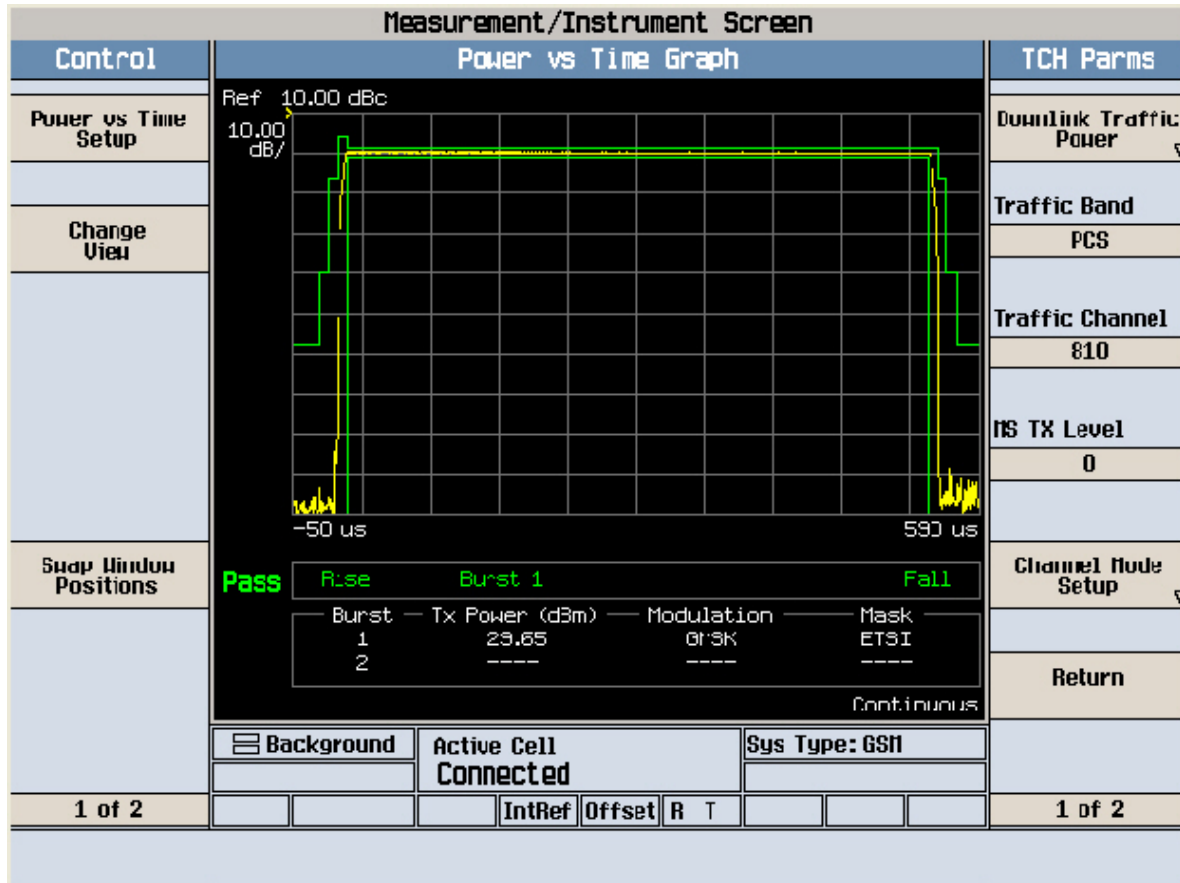 Measurement/Instrument Screen
Control
Power vs Time Graph
TCH Parms
Power vs Time
Setup
Change
View
Swap Window
Positions
1 of 2
Ref 10.00 dBc
10.00
dB/
-50 us
590 us
Pass Rise Burst 1 Fall
Burst Tx Power (dBm) Modulation Mask
1 29.65 GMSK ETSI
2 ---- ---- ----
Continuous
Background
Active Cell
Connected
Sys Type: GSM
IntRef Offset R T
Downlink Traffic
Power
Traffic Band
PCS
Traffic Channel
810
MS TX Level
0
Channel Mode
Setup
Return
1 of 2